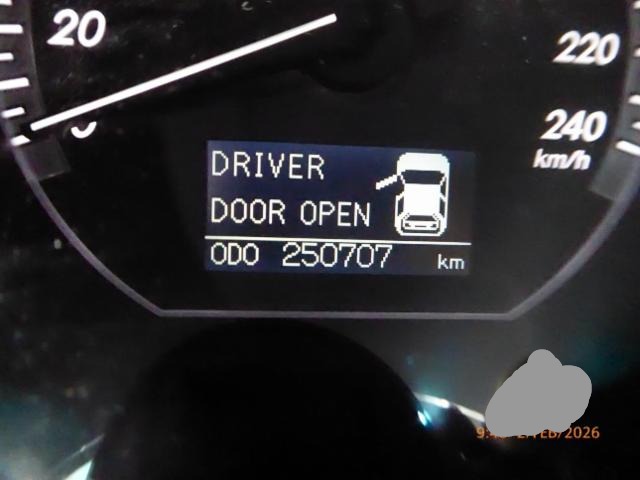 20
220
240
km/h
DRIVER
DOOR OPEN
ODO 250707 km